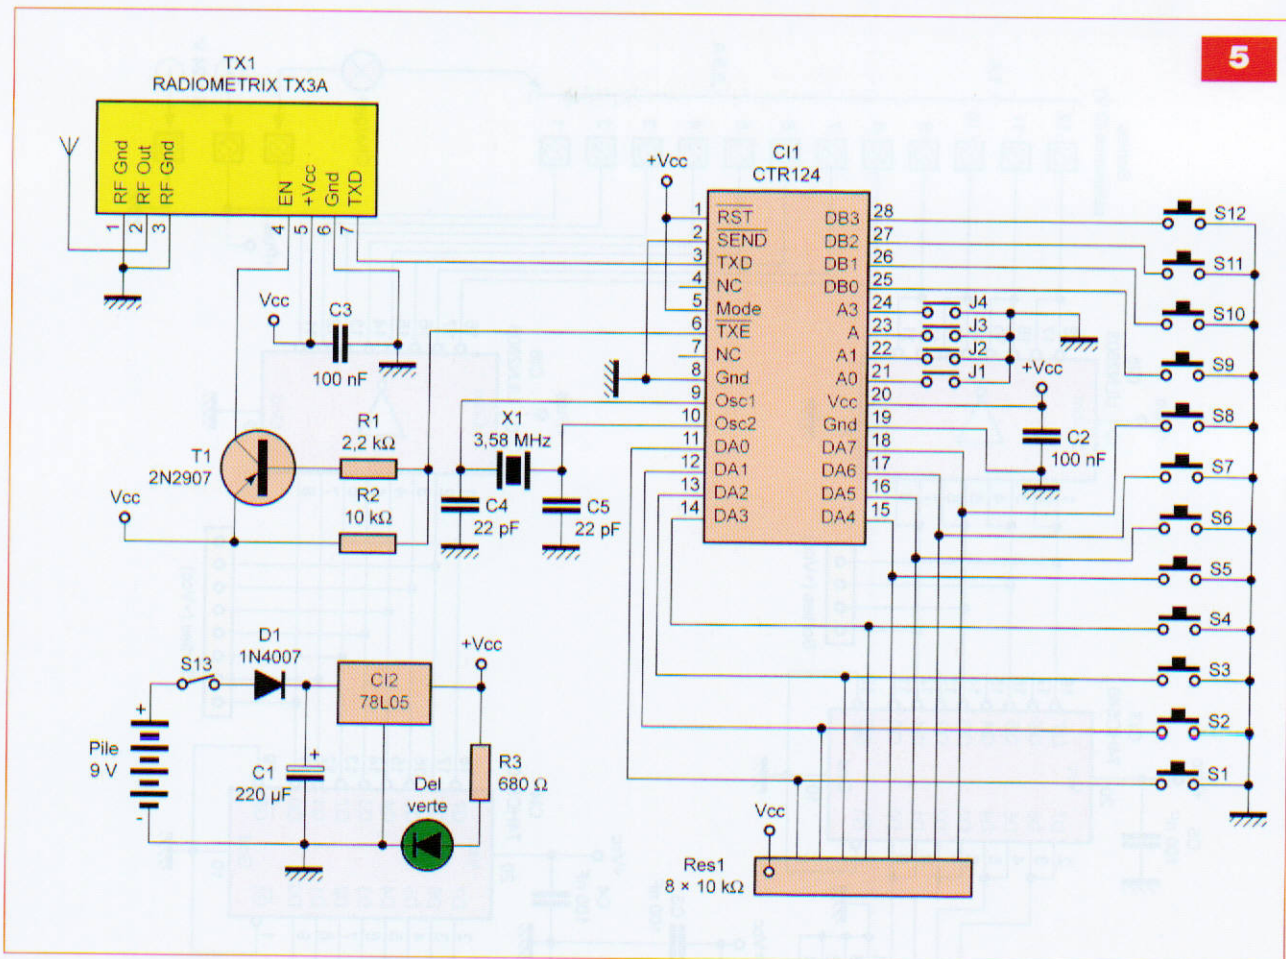 5
TX1
RADIOMETRIX TX3A
RF Gnd
RF Out
RF Gnd
EN
+Vcc
Gnd
TXD
1
2
3
4
5
6
7
Vcc
C3
100 nF
R1
2,2 kΩ
T1
2N2907
R2
10 kΩ
Vcc
X1
3,58 MHz
C4
22 pF
C5
22 pF
+Vcc
CI1
CTR124
1 RST
2 SEND
3 TXD
4 NC
5 Mode
6 TXE
7 NC
8 Gnd
9 Osc1
10 Osc2
11 DA0
12 DA1
13 DA2
14 DA3
DB3 28
DB2 27
DB1 26
DB0 25
A3 24
A 23
A1 22
A0 21
Vcc 20
Gnd 19
DA7 18
DA6 17
DA5 16
DA4 15
J4
J3
J2
J1
+Vcc
C2
100 nF
S12
S11
S10
S9
S8
S7
S6
S5
S4
S3
S2
S1
S13
D1
1N4007
CI2
78L05
+Vcc
+
Pile
9 V
-
C1
220 µF
+
R3
680 Ω
Del
verte
Vcc
Res1
8 × 10 kΩ